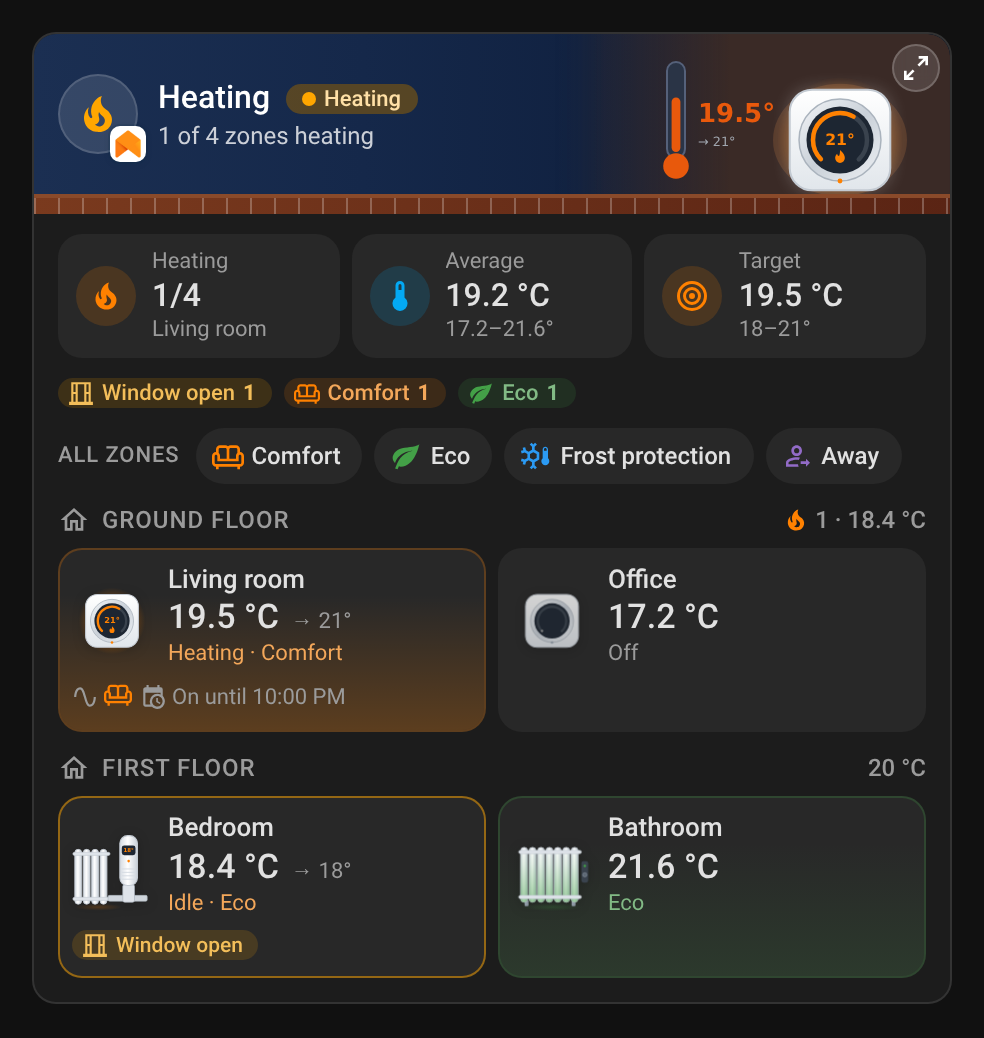 Heating
Heating
1 of 4 zones heating
19.5°
→ 21°
21°
Heating
1/4
Living room
Average
19.2 °C
17.2–21.6°
Target
19.5 °C
18–21°
Window open 1
Comfort 1
Eco 1
ALL ZONES
Comfort
Eco
Frost protection
Away
GROUND FLOOR
1 · 18.4 °C
Living room
19.5 °C → 21°
Heating · Comfort
21°
On until 10:00 PM
Office
17.2 °C
Off
FIRST FLOOR
20 °C
Bedroom
18.4 °C → 18°
Idle · Eco
18°
Window open
Bathroom
21.6 °C
Eco